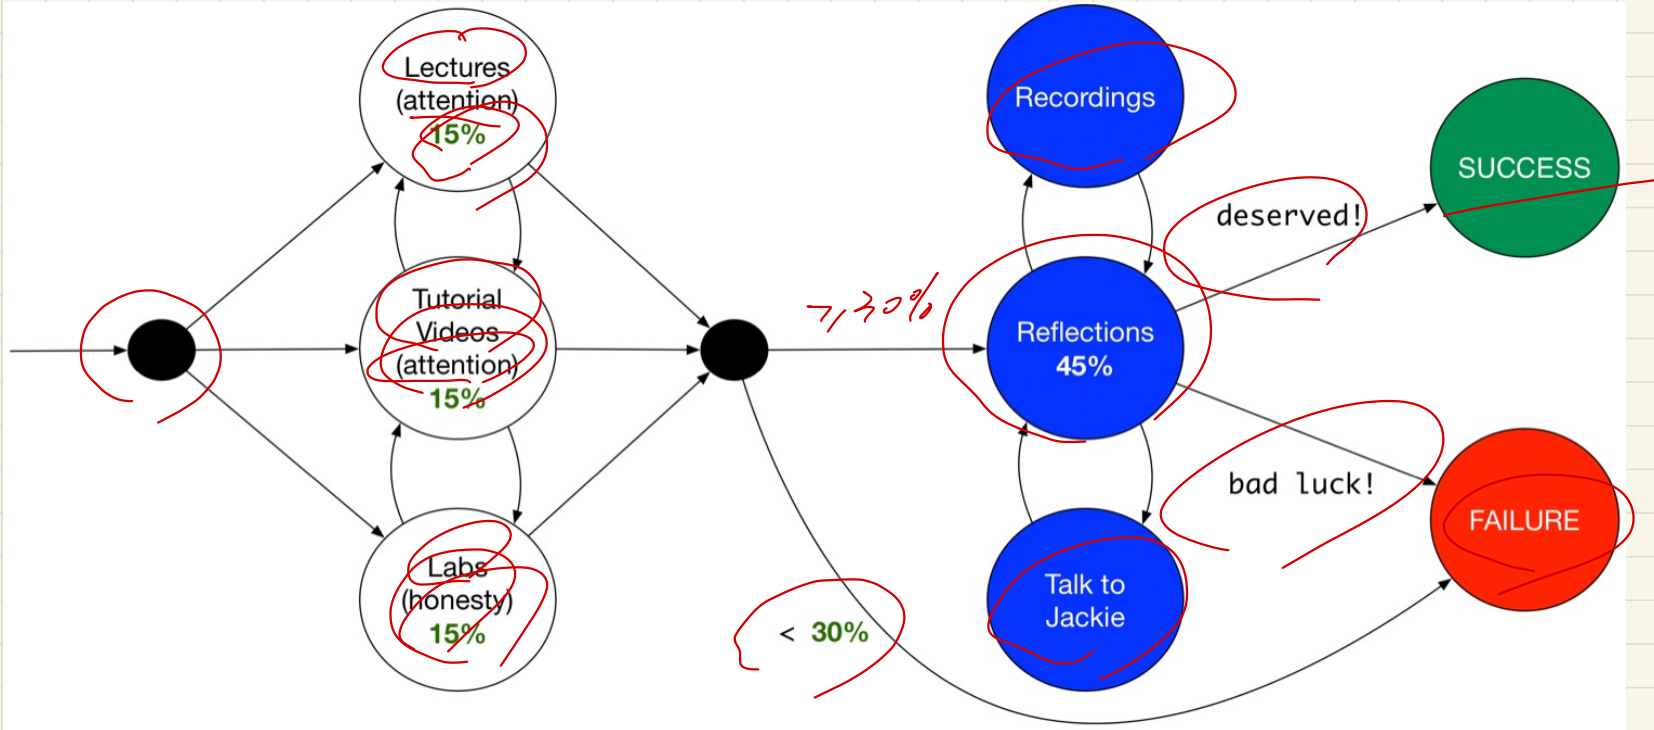 Lectures
(attention)
15%
Tutorial
Videos
(attention)
15%
Labs
(honesty)
15%
< 30%
Recordings
Reflections
45%
Talk to
Jackie
deserved!
bad luck!
SUCCESS
FAILURE